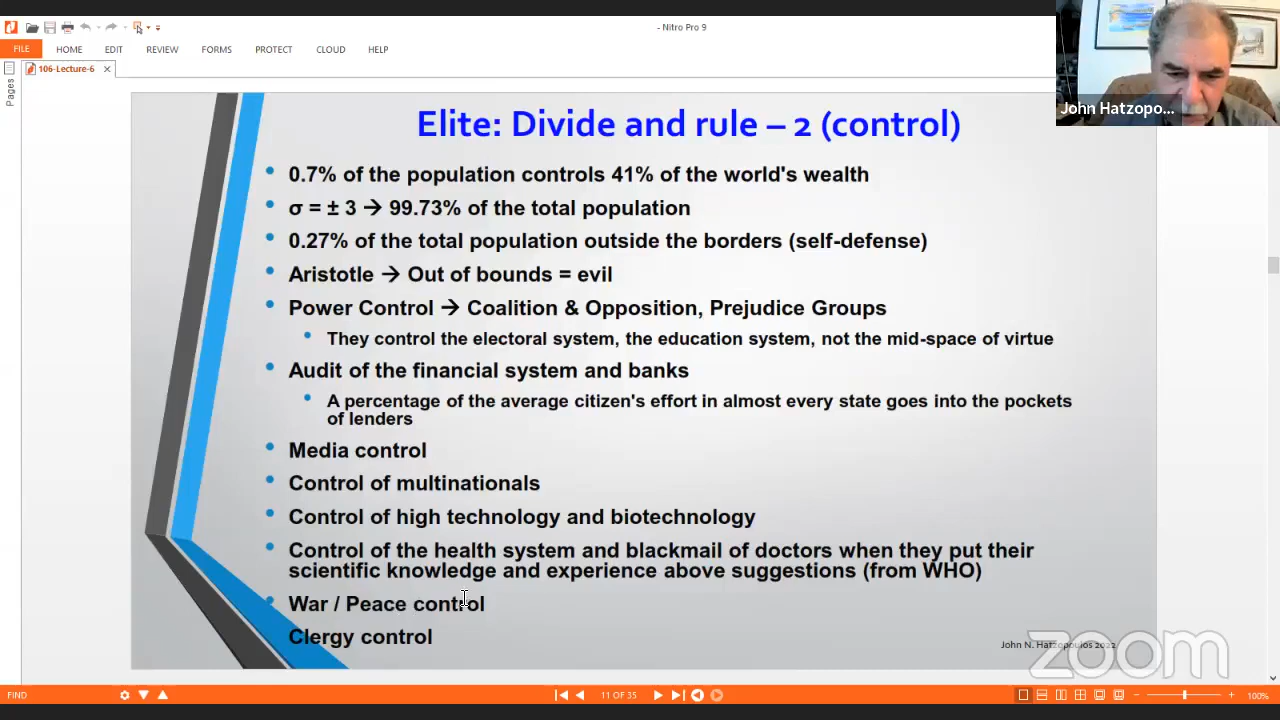 - Nitro Pro 9
FILE HOME EDIT REVIEW FORMS PROTECT CLOUD HELP
106-Lecture-6
Pages
John Hatzopo...
Elite: Divide and rule – 2 (control)
• 0.7% of the population controls 41% of the world's wealth
• σ = ± 3 → 99.73% of the total population
• 0.27% of the total population outside the borders (self-defense)
• Aristotle → Out of bounds = evil
• Power Control → Coalition & Opposition, Prejudice Groups
• They control the electoral system, the education system, not the mid-space of virtue
• Audit of the financial system and banks
• A percentage of the average citizen's effort in almost every state goes into the pockets
of lenders
• Media control
• Control of multinationals
• Control of high technology and biotechnology
• Control of the health system and blackmail of doctors when they put their
scientific knowledge and experience above suggestions (from WHO)
• War / Peace control
Clergy control
John N. Hatzopoulos 2022
zoom
FIND
11 OF 35
100%